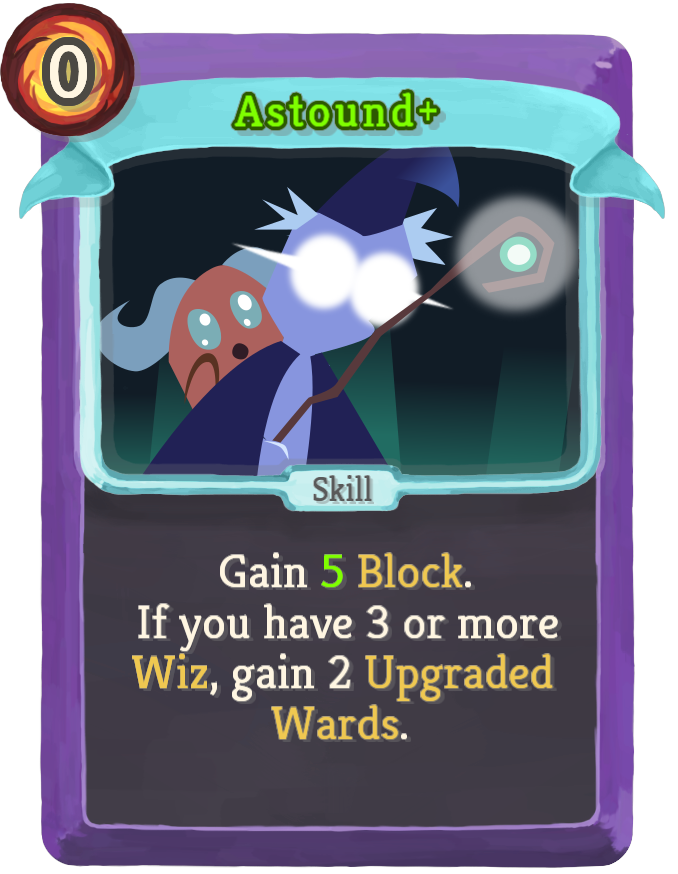 0
Astound+
Skill
Gain 5 Block.
If you have 3 or more
Wiz, gain 2 Upgraded
Wards.